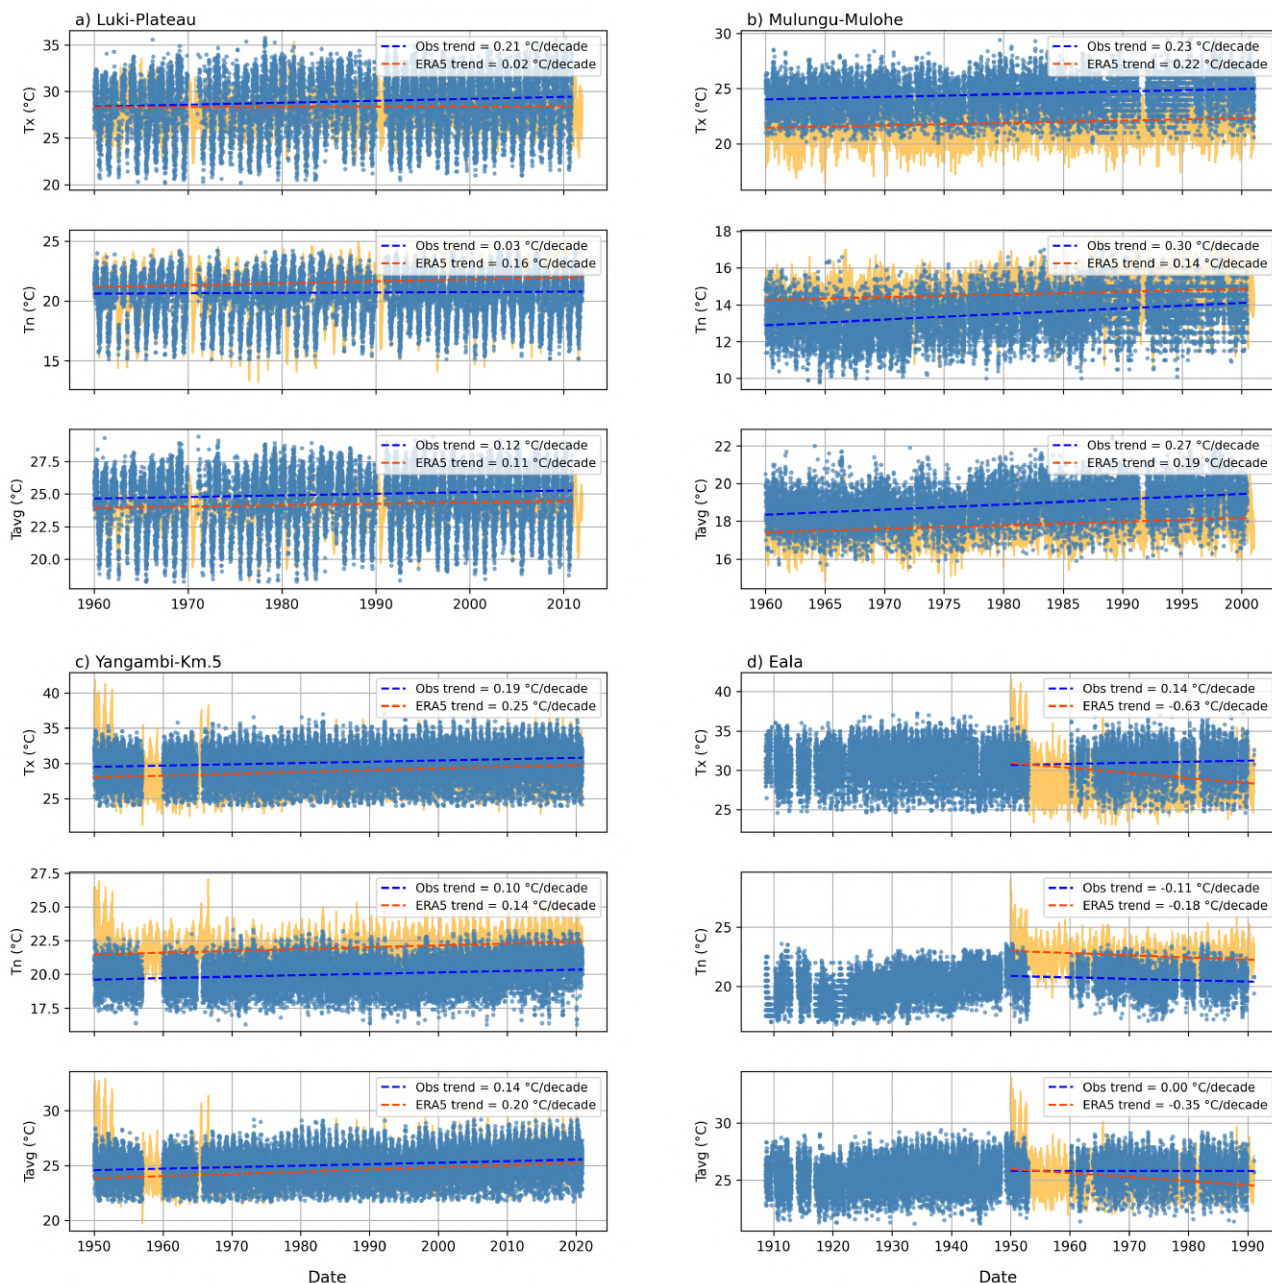 a) Luki-Plateau
Tx (°C)
35
30
25
20
Obs trend = 0.21 °C/decade
ERA5 trend = 0.02 °C/decade
Tn (°C)
25
20
15
Obs trend = 0.03 °C/decade
ERA5 trend = 0.16 °C/decade
Tavg (°C)
27.5
25.0
22.5
20.0
Obs trend = 0.12 °C/decade
ERA5 trend = 0.11 °C/decade
1960 1970 1980 1990 2000 2010
b) Mulungu-Mulohe
Tx (°C)
30
25
20
Obs trend = 0.23 °C/decade
ERA5 trend = 0.22 °C/decade
Tn (°C)
18
16
14
12
10
Obs trend = 0.30 °C/decade
ERA5 trend = 0.14 °C/decade
Tavg (°C)
22
20
18
16
Obs trend = 0.27 °C/decade
ERA5 trend = 0.19 °C/decade
1960 1965 1970 1975 1980 1985 1990 1995 2000
c) Yangambi-Km.5
Tx (°C)
40
35
30
25
Obs trend = 0.19 °C/decade
ERA5 trend = 0.25 °C/decade
Tn (°C)
27.5
25.0
22.5
20.0
17.5
Obs trend = 0.10 °C/decade
ERA5 trend = 0.14 °C/decade
Tavg (°C)
30
25
20
Obs trend = 0.14 °C/decade
ERA5 trend = 0.20 °C/decade
1950 1960 1970 1980 1990 2000 2010 2020
Date
d) Eala
Tx (°C)
40
35
30
25
Obs trend = 0.14 °C/decade
ERA5 trend = -0.63 °C/decade
Tn (°C)
25
20
Obs trend = -0.11 °C/decade
ERA5 trend = -0.18 °C/decade
Tavg (°C)
30
25
Obs trend = 0.00 °C/decade
ERA5 trend = -0.35 °C/decade
1910 1920 1930 1940 1950 1960 1970 1980 1990
Date